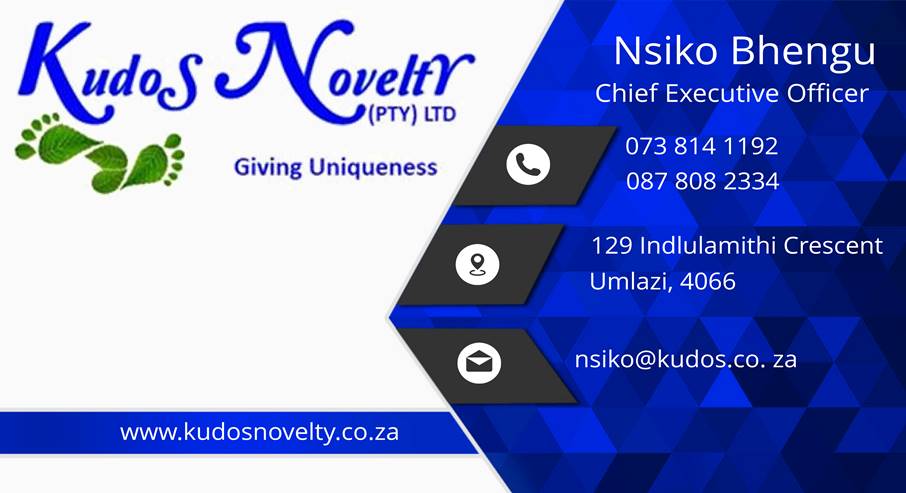 Kudos Novelty
(PTY) LTD
Giving Uniqueness
Nsiko Bhengu
Chief Executive Officer
073 814 1192
087 808 2334
129 Indlulamithi Crescent
Umlazi, 4066
nsiko@kudos.co. za
www.kudosnovelty.co.za